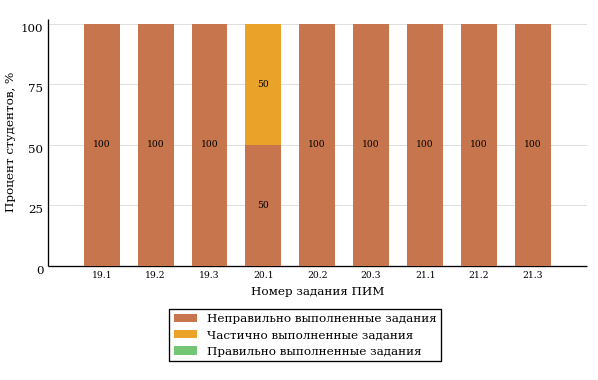 Процент студентов, %
100
75
50
25
0
50
100 100 100 100 100 100 100 100
50
19.1 19.2 19.3 20.1 20.2 20.3 21.1 21.2 21.3
Номер задания ПИМ
Неправильно выполненные задания
Частично выполненные задания
Правильно выполненные задания